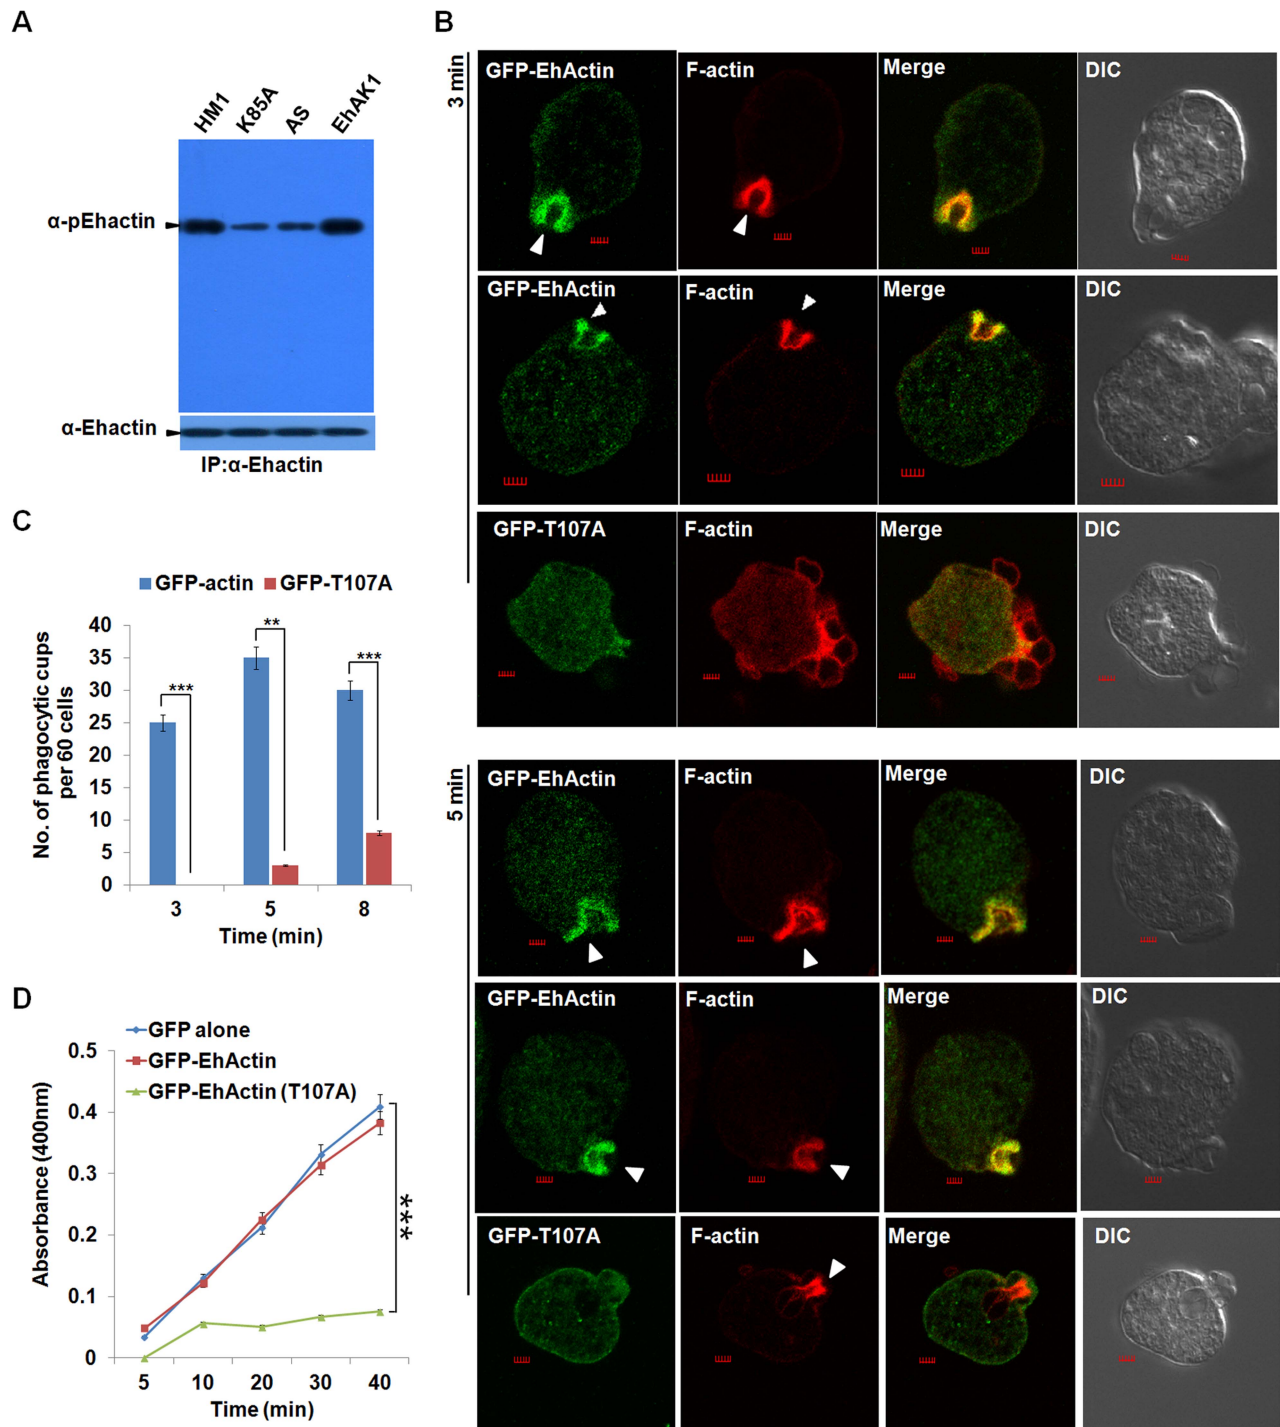 A
HM1 K85A AS EhAK1
α-pEhactin
α-Ehactin
IP:α-Ehactin
B
3 min
GFP-EhActin F-actin Merge DIC
GFP-EhActin F-actin Merge DIC
GFP-T107A F-actin Merge DIC
5 min
GFP-EhActin F-actin Merge DIC
GFP-EhActin F-actin Merge DIC
GFP-T107A F-actin Merge DIC
C
GFP-actin GFP-T107A
No. of phagocytic cups
per 60 cells
40
35
30
25
20
15
10
5
0
***
**
***
3 5 8
Time (min)
D
GFP alone
GFP-EhActin
GFP-EhActin (T107A)
Absorbance (400nm)
0.5
0.4
0.3
0.2
0.1
0
***
5 10 20 30 40
Time (min)